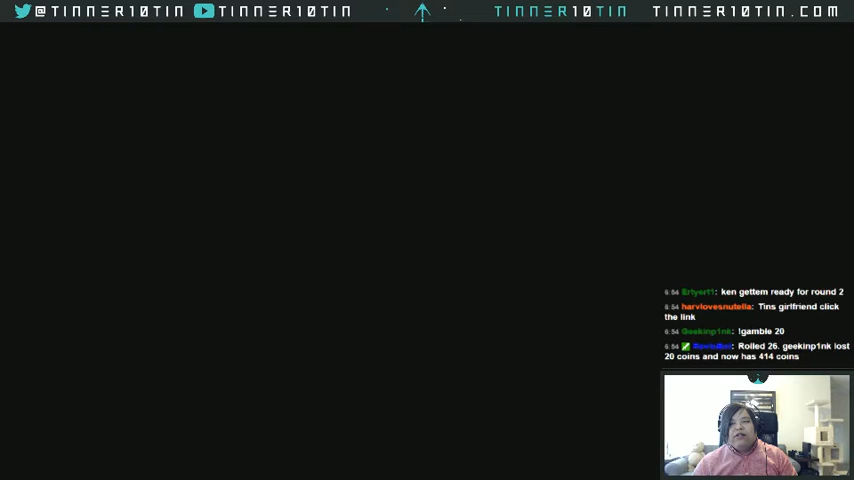 @TINNER10TIN TINNER10TIN TINNER10TIN TINNER10TIN.COM
6:54 Ertyert1: ken gettem ready for round 2
6:54 harvlovesnutella: Tins girlfriend click
the link
6:54 Geekinp1nk: !gamble 20
6:54 Rolled 26. geekinp1nk lost
20 coins and now has 414 coins